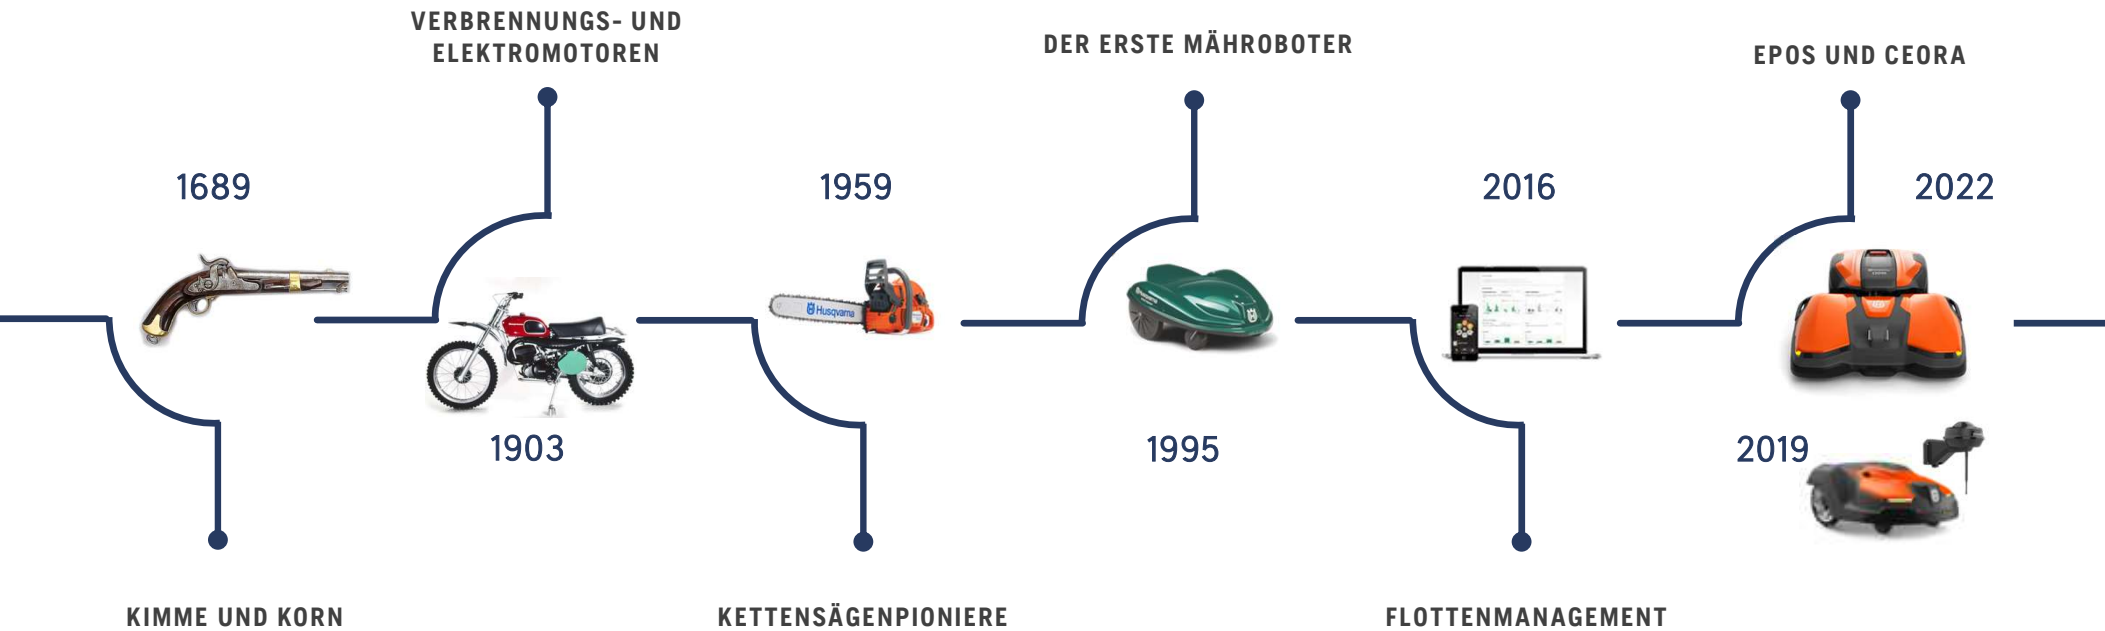 VERBRENNUNGS- UND
ELEKTROMOTOREN
DER ERSTE MÄHROBOTER
EPOS UND CEORA
1689
1959
2016
2022
Husqvarna
1903
1995
2019
KIMME UND KORN
KETTENSÄGENPIONIERE
FLOTTENMANAGEMENT